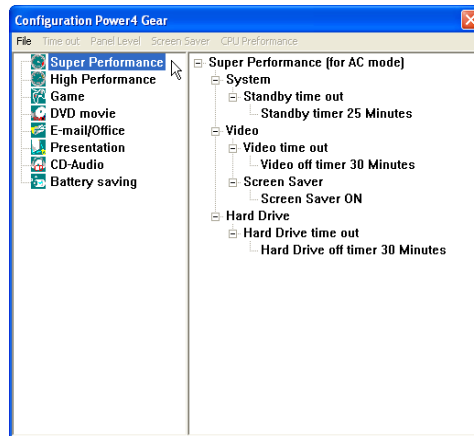 Configuration Power4 Gear
File Time out Panel Level Screen Saver CPU Preformance
Super Performance
High Performance
Game
DVD movie
E-mail/Office
Presentation
CD-Audio
Battery saving
Super Performance (for AC mode)
System
Standby time out
Standby timer 25 Minutes
Video
Video time out
Video off timer 30 Minutes
Screen Saver
Screen Saver ON
Hard Drive
Hard Drive time out
Hard Drive off timer 30 Minutes